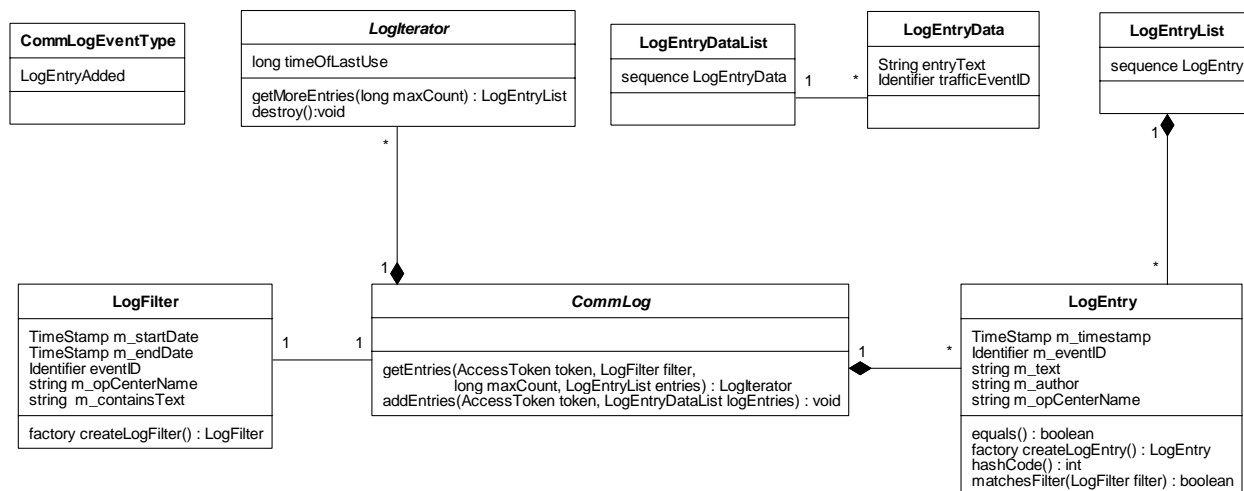 CommLogEventType
LogEntryAdded
LogIterator
long timeOfLastUse
getMoreEntries(long maxCount) : LogEntryList
destroy():void
LogEntryDataList
sequence LogEntryData
1
*
LogEntryData
String entryText
Identifier trafficEventID
LogEntryList
sequence LogEntry
1
*
*
1
LogFilter
TimeStamp m_startDate
TimeStamp m_endDate
Identifier eventID
string m_opCenterName
string  m_containsText
factory createLogFilter() : LogFilter
1
1
CommLog
getEntries(AccessToken token, LogFilter filter,
long maxCount, LogEntryList entries) : LogIterator
addEntries(AccessToken token, LogEntryDataList logEntries) : void
1
*
LogEntry
TimeStamp m_timestamp
Identifier m_eventID
string m_text
string m_author
string m_opCenterName
equals() : boolean
factory createLogEntry() : LogEntry
hashCode() : int
matchesFilter(LogFilter filter) : boolean